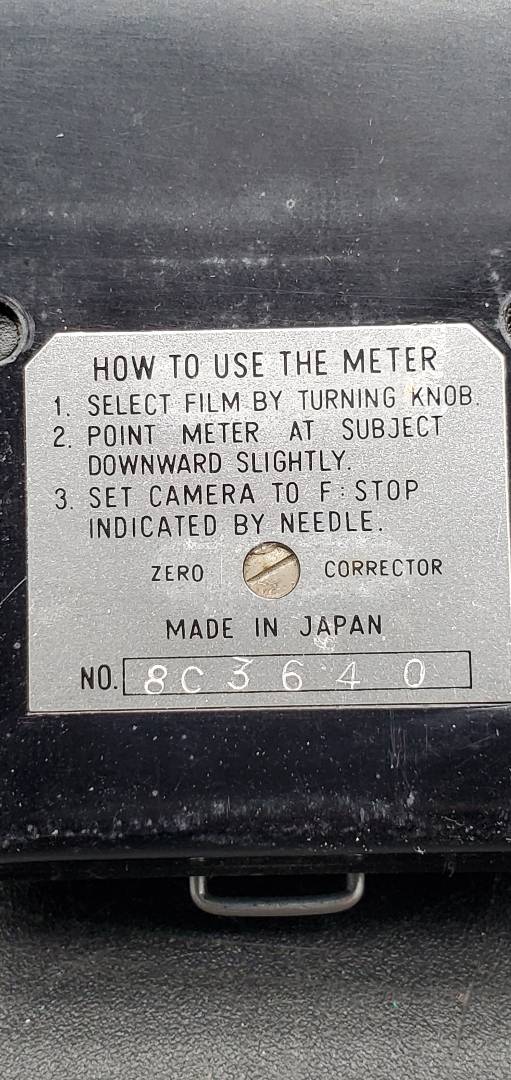 HOW TO USE THE METER
1. SELECT FILM BY TURNING KNOB.
2. POINT METER AT SUBJECT
DOWNWARD SLIGHTLY.
3. SET CAMERA TO F:STOP
INDICATED BY NEEDLE.
ZERO CORRECTOR
MADE IN JAPAN
NO. 8C3640